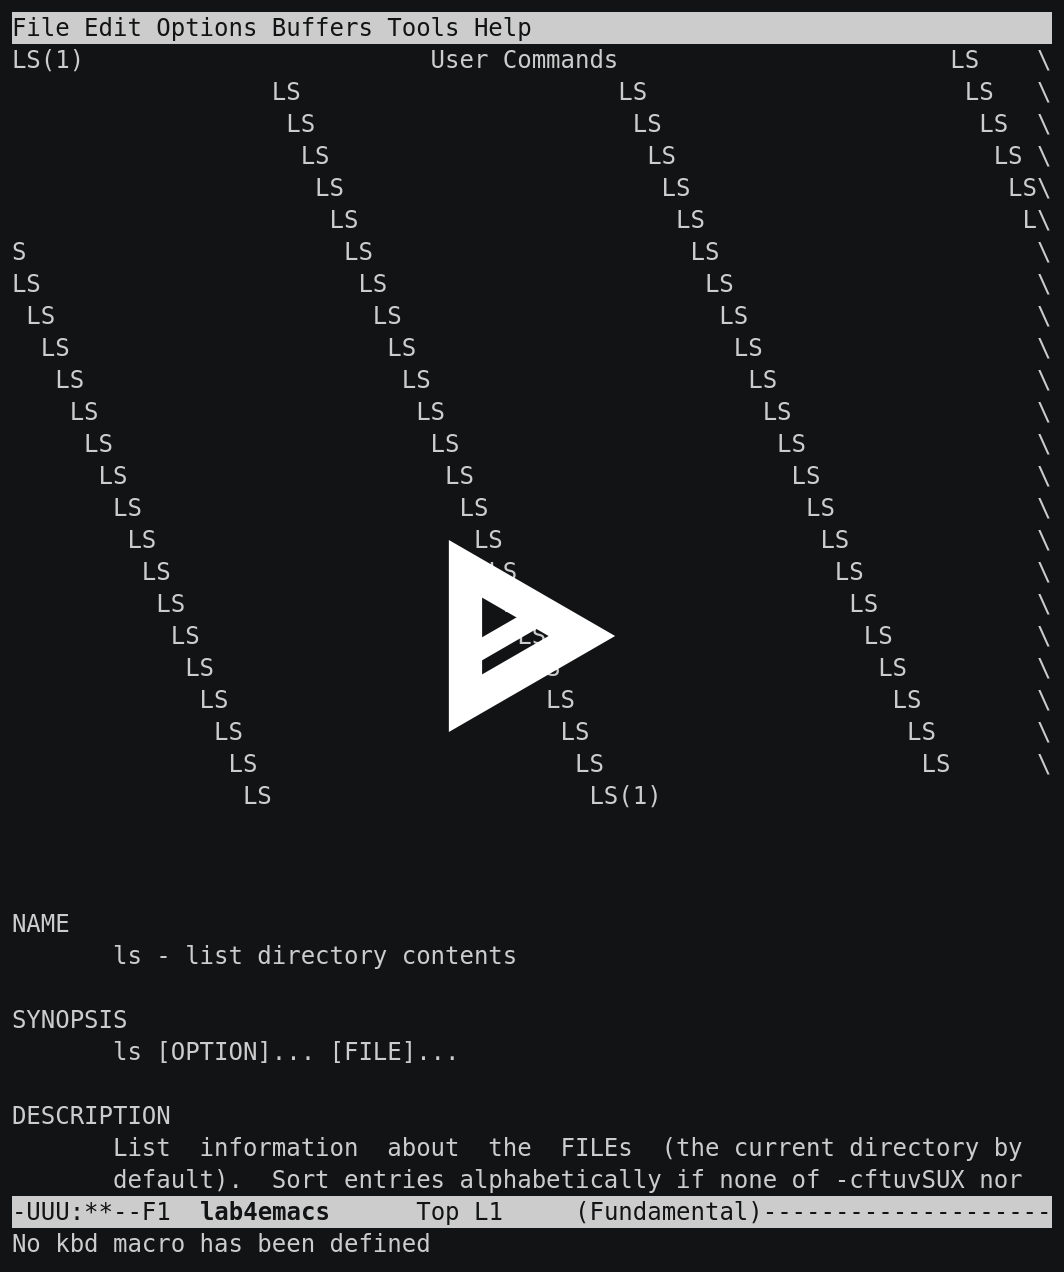 File Edit Options Buffers Tools Help
LS(1) User Commands LS \
LS LS LS \
LS LS LS \
LS LS LS \
LS LS LS\
LS LS L\
S LS LS \
LS LS LS \
LS LS LS \
LS LS LS \
LS LS LS \
LS LS LS \
LS LS LS \
LS LS LS \
LS LS LS \
LS LS LS \
LS LS LS \
LS LS \
LS LS LS \
LS S LS \
LS LS LS \
LS LS LS \
LS LS LS \
LS LS(1)
NAME
ls - list directory contents
SYNOPSIS
ls [OPTION]... [FILE]...
DESCRIPTION
List information about the FILEs (the current directory by
default). Sort entries alphabetically if none of -cftuvSUX nor
-UUU:**--F1 lab4emacs Top L1 (Fundamental)--------------------
No kbd macro has been defined